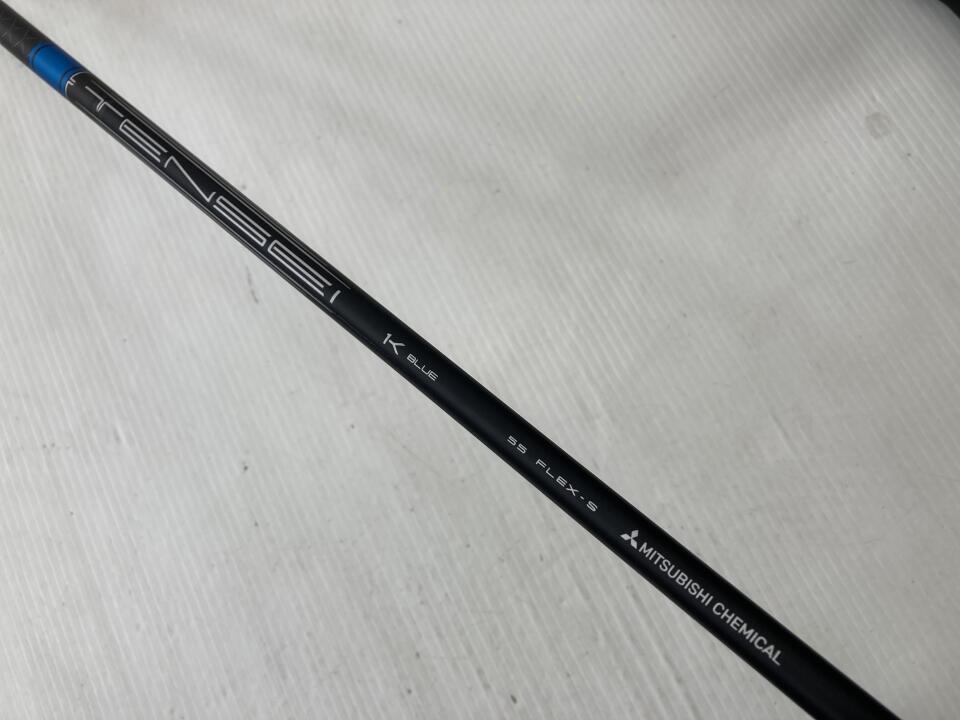 TENSEI
1K BLUE
55 FLEX-S
MITSUBISHI CHEMICAL